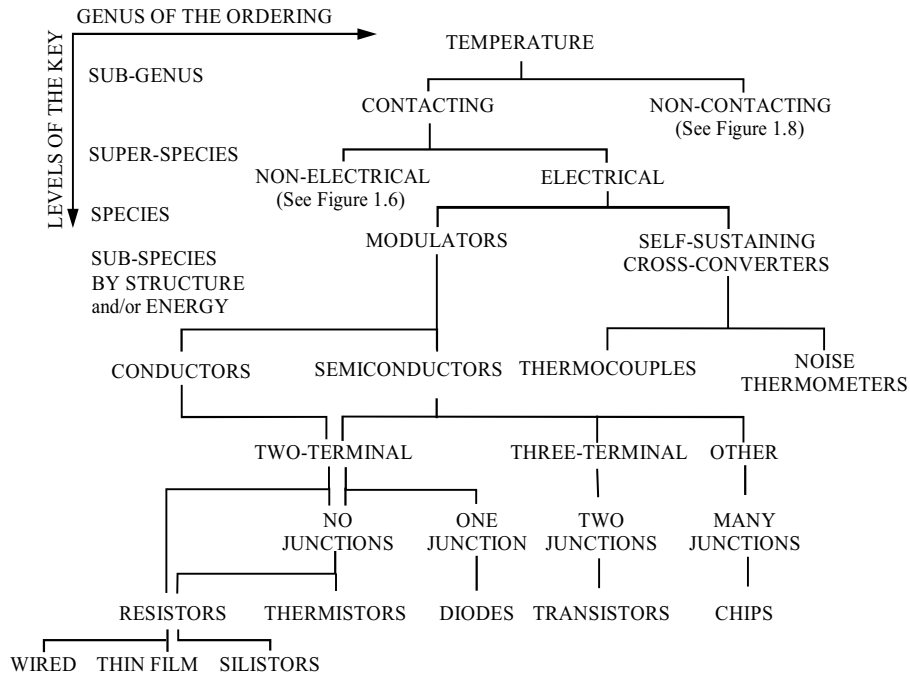 GENUS OF THE ORDERING
LEVELS OF THE KEY
TEMPERATURE
SUB-GENUS
CONTACTING
NON-CONTACTING
(See Figure 1.8)
SUPER-SPECIES
NON-ELECTRICAL
(See Figure 1.6)
ELECTRICAL
SPECIES
MODULATORS
SELF-SUSTAINING
CROSS-CONVERTERS
SUB-SPECIES
BY STRUCTURE
and/or ENERGY
CONDUCTORS
SEMICONDUCTORS
THERMOCOUPLES
NOISE
THERMOMETERS
TWO-TERMINAL
THREE-TERMINAL
OTHER
NO
JUNCTIONS
ONE
JUNCTION
TWO
JUNCTIONS
MANY
JUNCTIONS
RESISTORS
THERMISTORS
DIODES
TRANSISTORS
CHIPS
WIRED
THIN FILM
SILISTORS